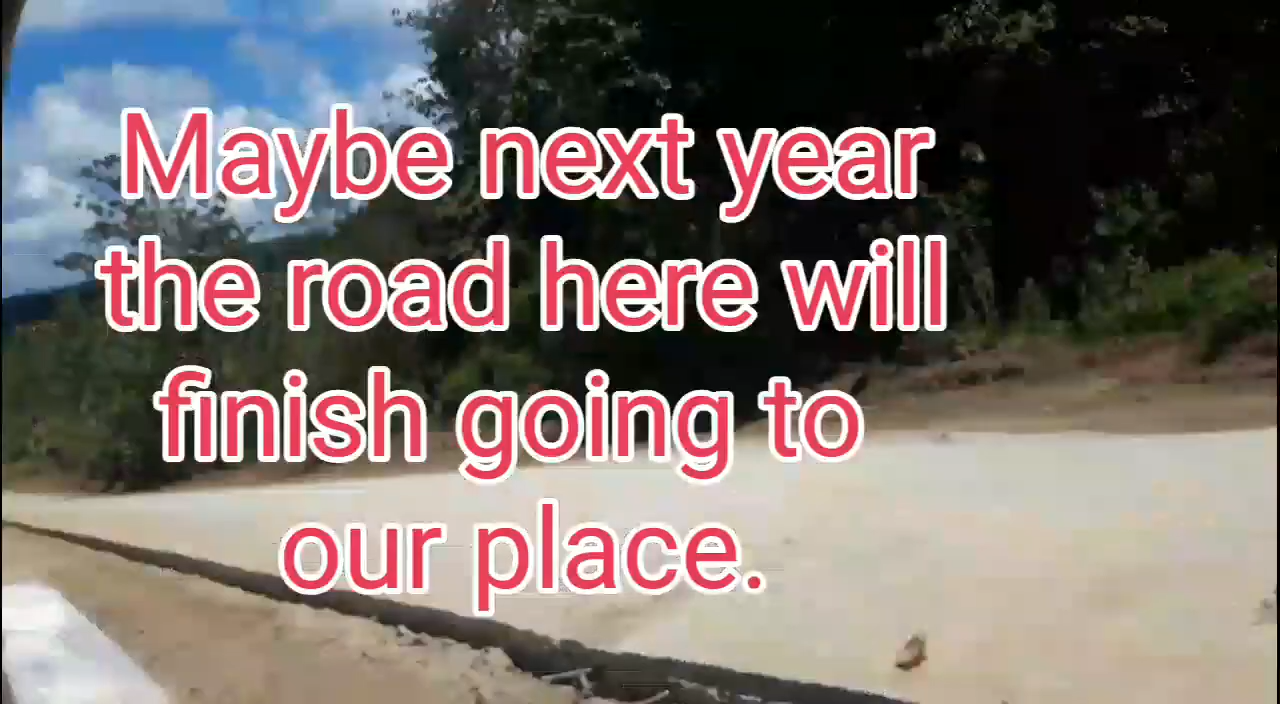 Maybe next year
the road here will
finish going to
our place.